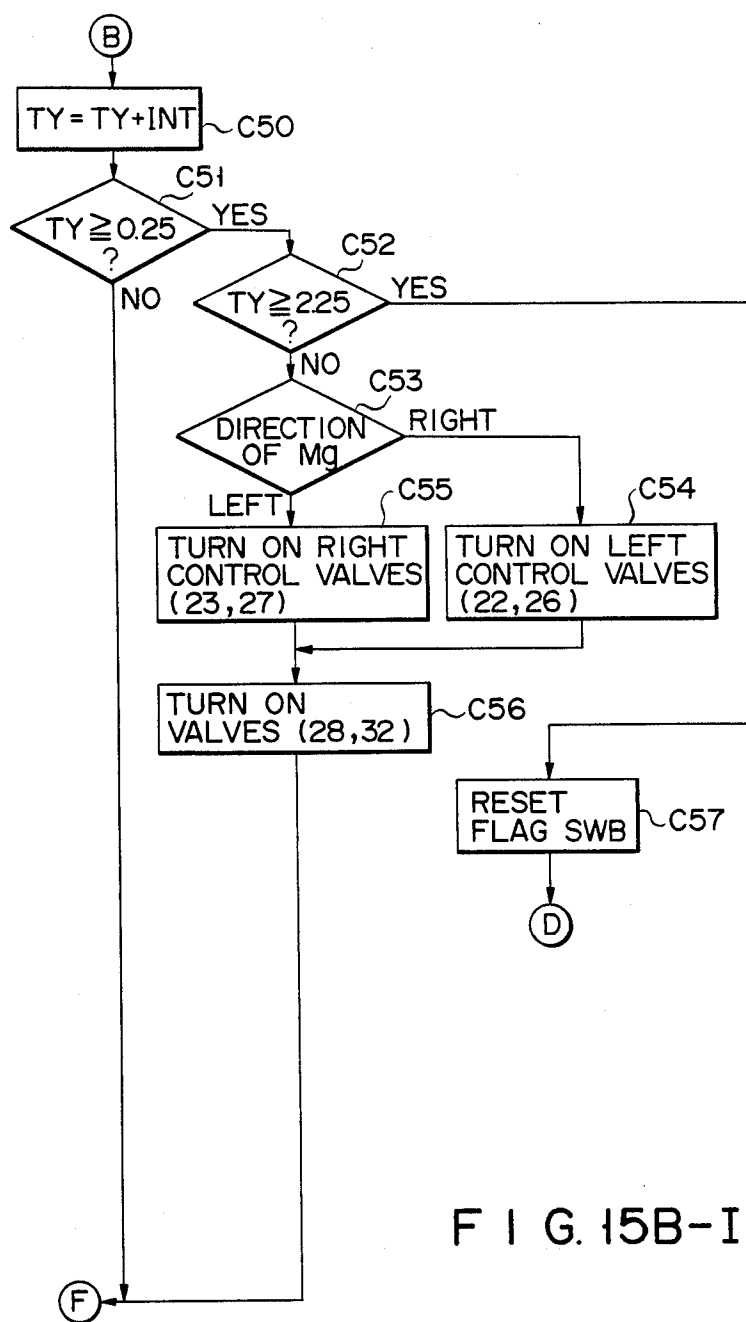 B
TY = TY+INT
C50
C51
TY ≧ 0.25
?
YES
NO
C52
TY ≧ 2.25
?
YES
NO
C53
DIRECTION
OF Mg
RIGHT
LEFT
C55
TURN ON RIGHT
CONTROL VALVES
(23,27)
C54
TURN ON LEFT
CONTROL VALVES
(22,26)
TURN ON
VALVES (28,32)
C56
RESET
FLAG SWB
C57
D
F
F I G. 15B-I